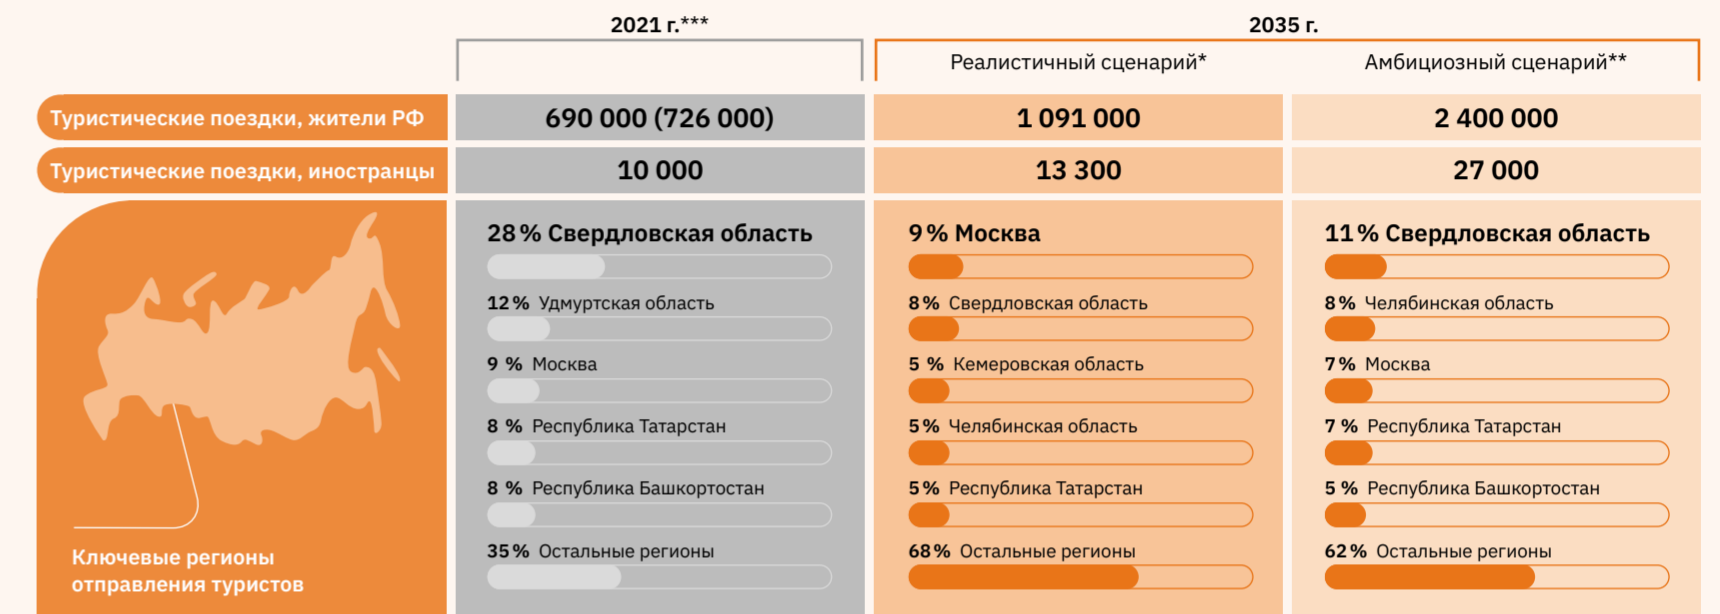 2021 г.***
2035 г.
Реалистичный сценарий*
Амбициозный сценарий**
Туристические поездки, жители РФ
690 000 (726 000)
1 091 000
2 400 000
Туристические поездки, иностранцы
10 000
13 300
27 000
Ключевые регионы
отправления туристов
28 % Свердловская область
12 % Удмуртская область
9 % Москва
8 % Республика Татарстан
8 % Республика Башкортостан
35 % Остальные регионы
9 % Москва
8 % Свердловская область
5 % Кемеровская область
5 % Челябинская область
5 % Республика Татарстан
68 % Остальные регионы
11 % Свердловская область
8 % Челябинская область
7 % Москва
7 % Республика Татарстан
5 % Республика Башкортостан
62 % Остальные регионы